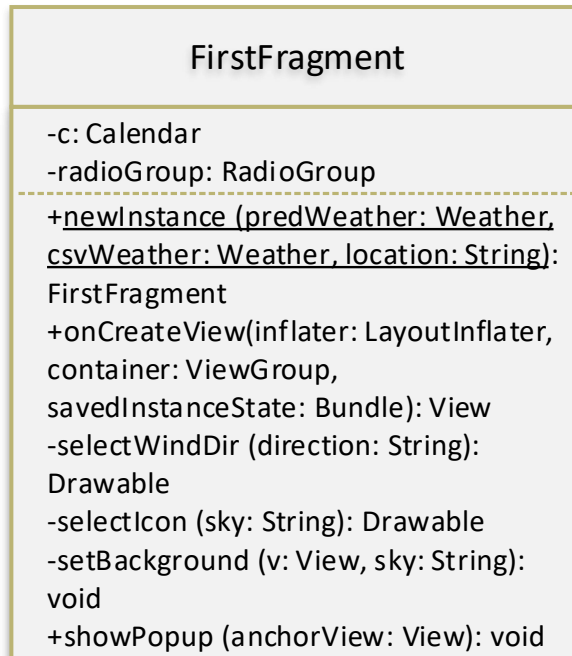 FirstFragment
-c: Calendar
-radioGroup: RadioGroup
+newInstance (predWeather: Weather,
csvWeather: Weather, location: String):
FirstFragment
+onCreateView(inflater: LayoutInflater,
container: ViewGroup,
savedInstanceState: Bundle): View
-selectWindDir (direction: String):
Drawable
-selectIcon (sky: String): Drawable
-setBackground (v: View, sky: String):
void
+showPopup (anchorView: View): void